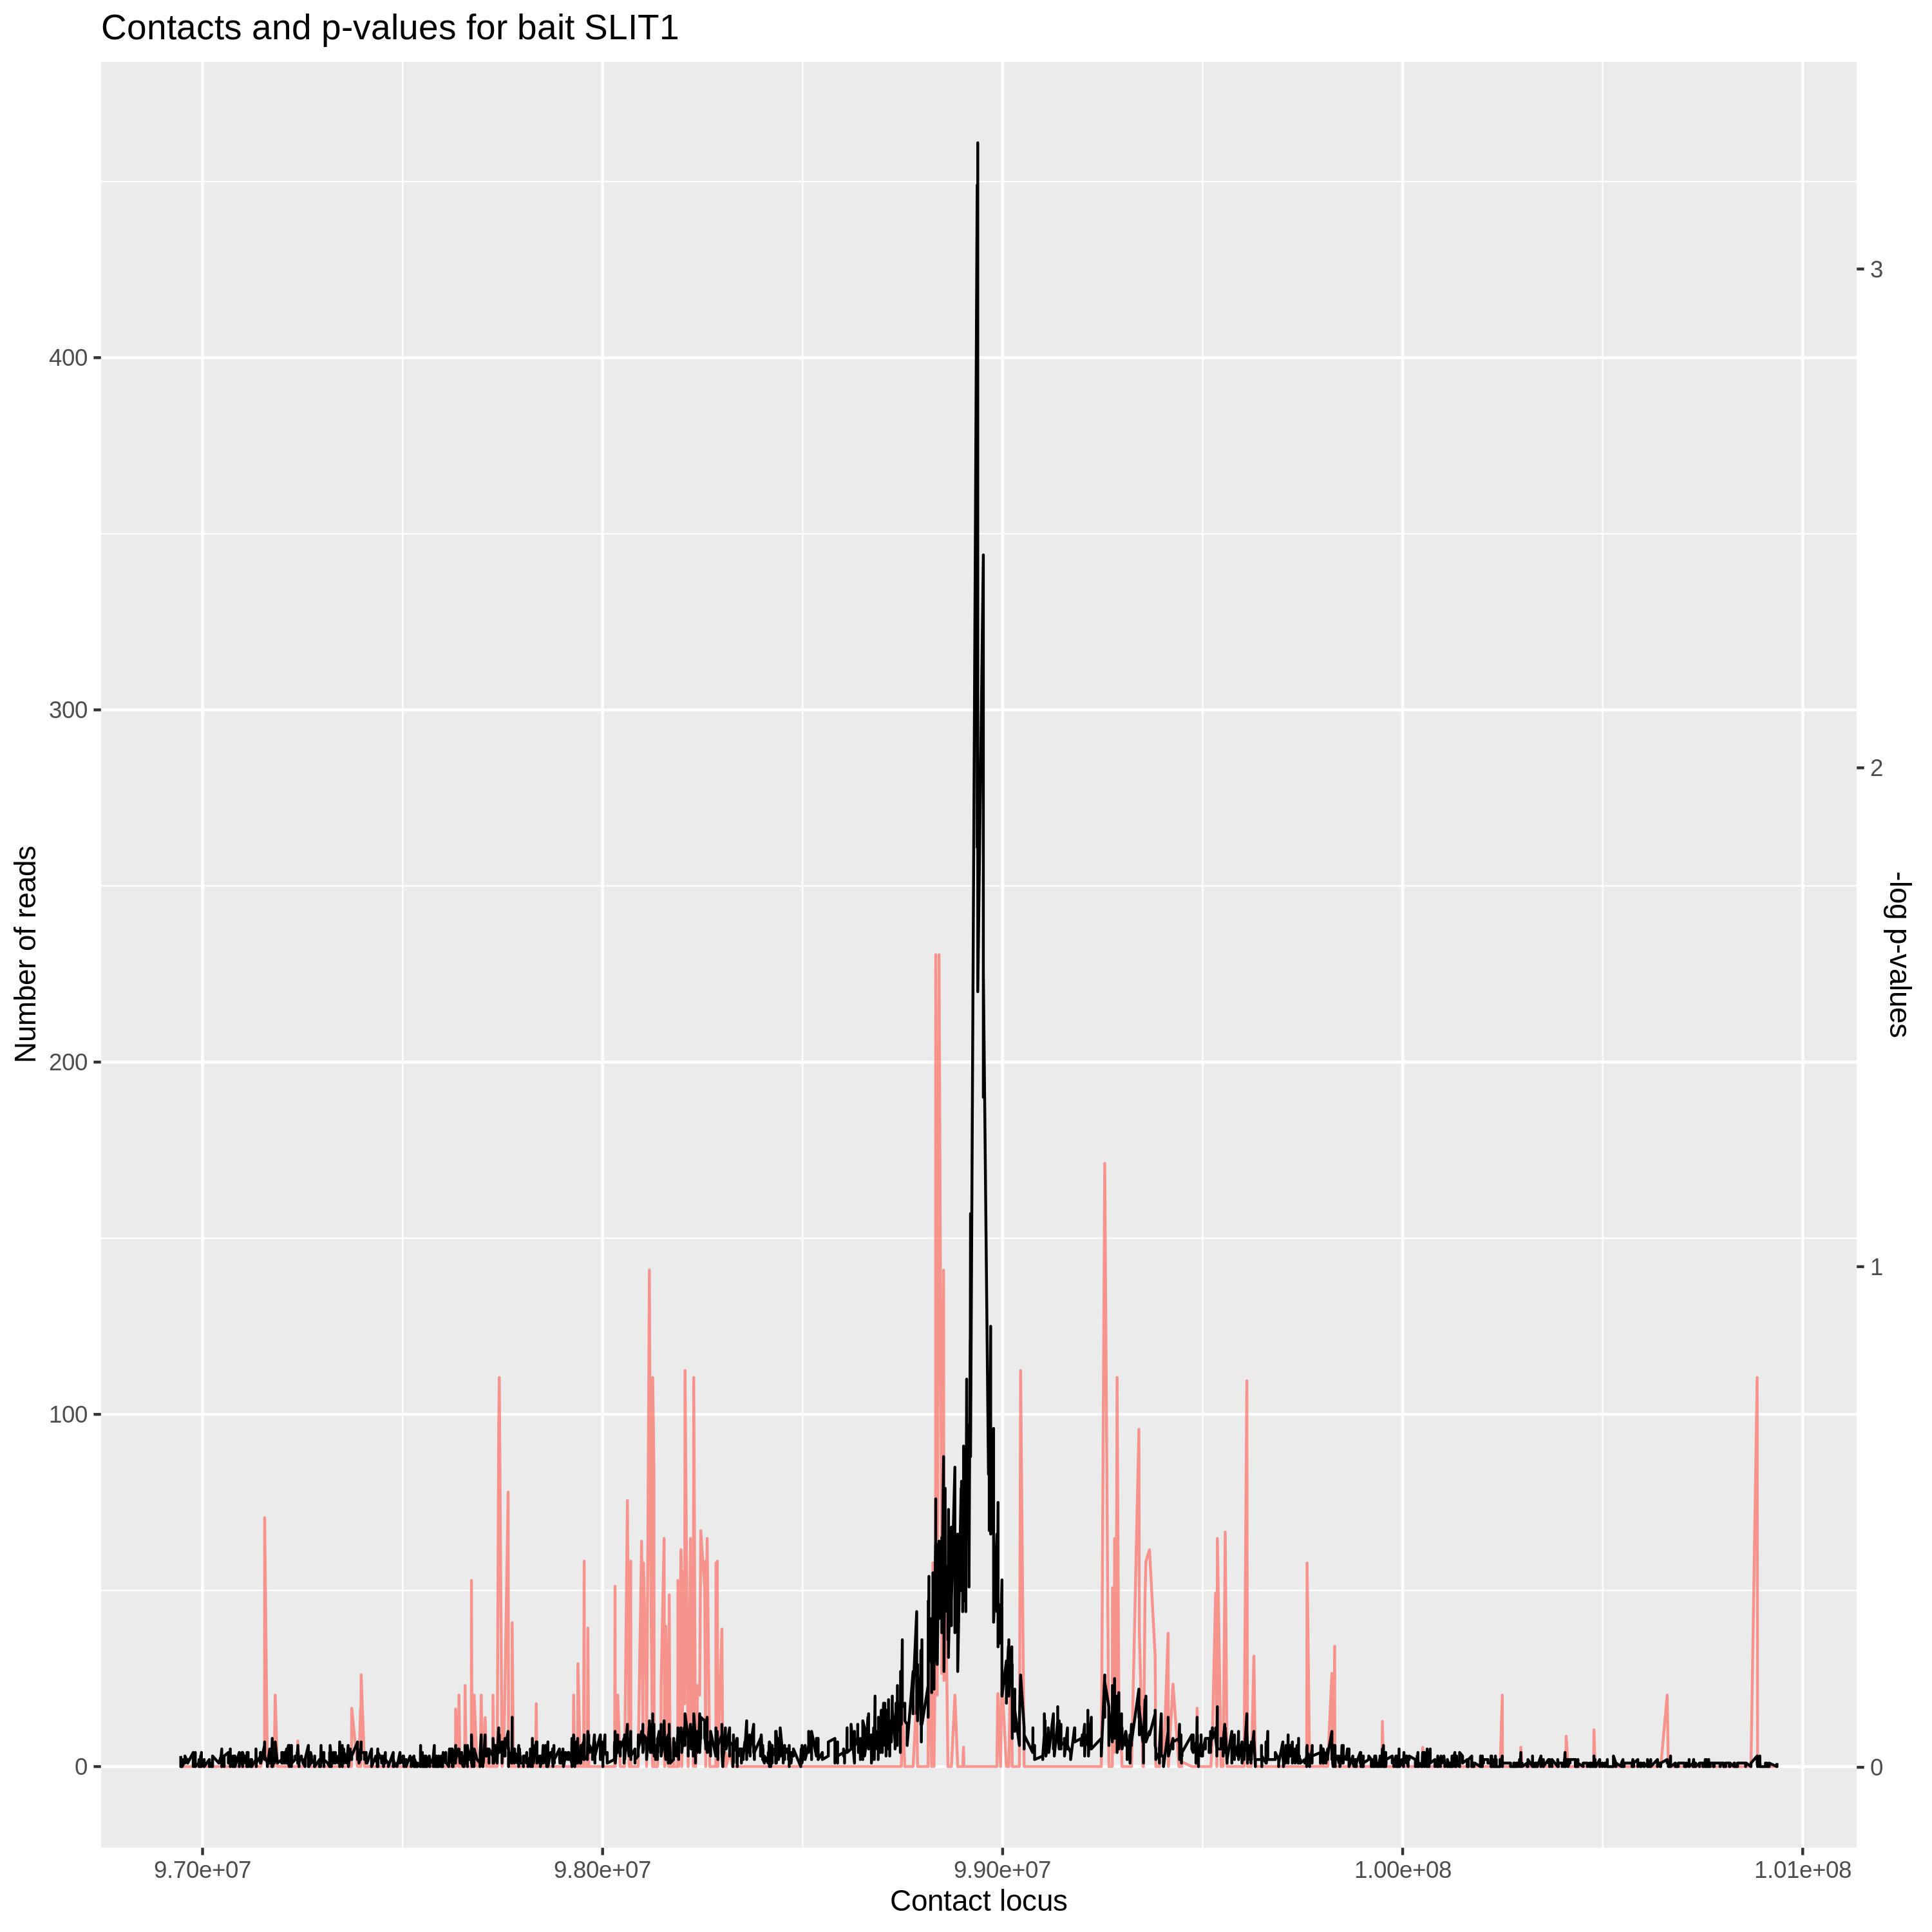 Contacts and p-values for bait SLIT1
Number of reads
400
300
200
100
0
3
2
1
0
-log p-values
9.70e+07
9.80e+07
9.90e+07
1.00e+08
1.01e+08
Contact locus